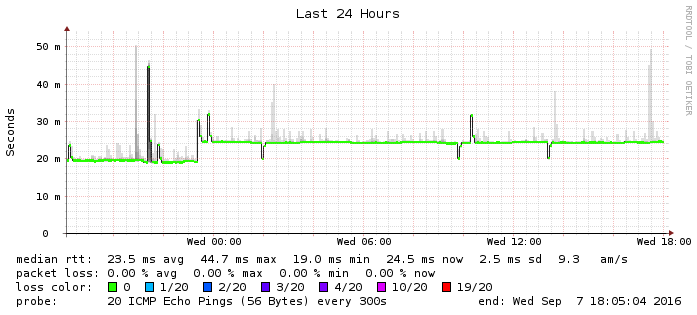 Last 24 Hours
RRDTOOL / TOBI OETIKER
Seconds
50 m
40 m
30 m
20 m
10 m
0
Wed 00:00 Wed 06:00 Wed 12:00 Wed 18:00
median rtt: 23.5 ms avg 44.7 ms max 19.0 ms min 24.5 ms now 2.5 ms sd 9.3 am/s
packet loss: 0.00 % avg 0.00 % max 0.00 % min 0.00 % now
loss color: 0 1/20 2/20 3/20 4/20 10/20 19/20
probe: 20 ICMP Echo Pings (56 Bytes) every 300s end: Wed Sep 7 18:05:04 2016